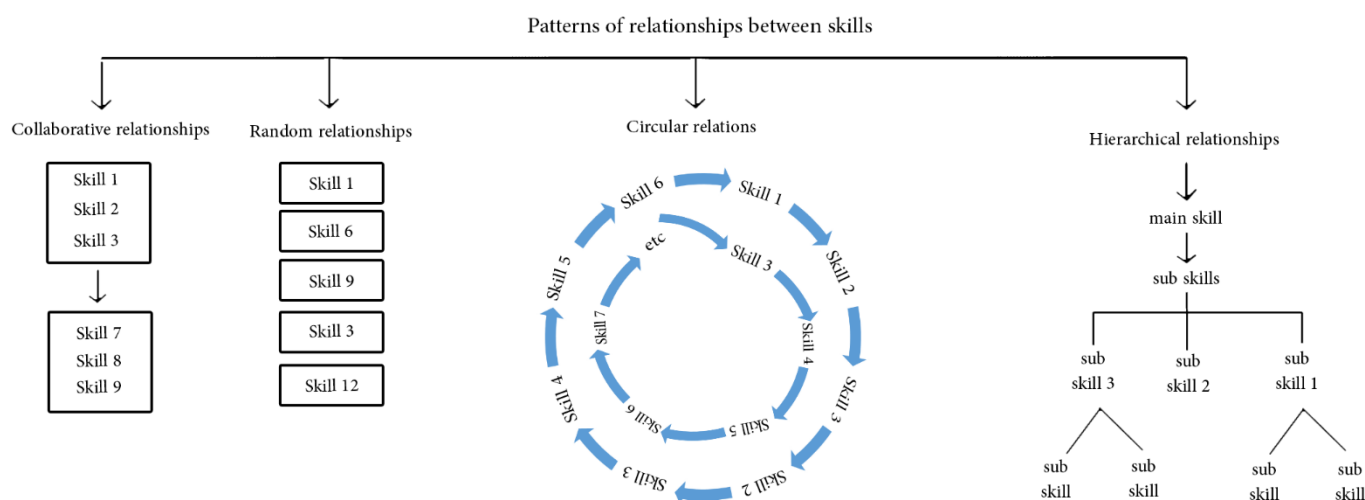 Patterns of relationships between skills
Collaborative relationships
Skill 1
Skill 2
Skill 3
Skill 7
Skill 8
Skill 9
Random relationships
Skill 1
Skill 6
Skill 9
Skill 3
Skill 12
Circular relations
Skill 1
Skill 2
Skill 3
Skill 2
Skill 3
Skill 4
Skill 5
Skill 6
Skill 3
Skill 4
Skill 5
Skill 6
Skill 7
etc
Hierarchical relationships
main skill
sub skills
sub
skill 3
sub
skill 2
sub
skill 1
sub
skill
sub
skill
sub
skill
sub
skill